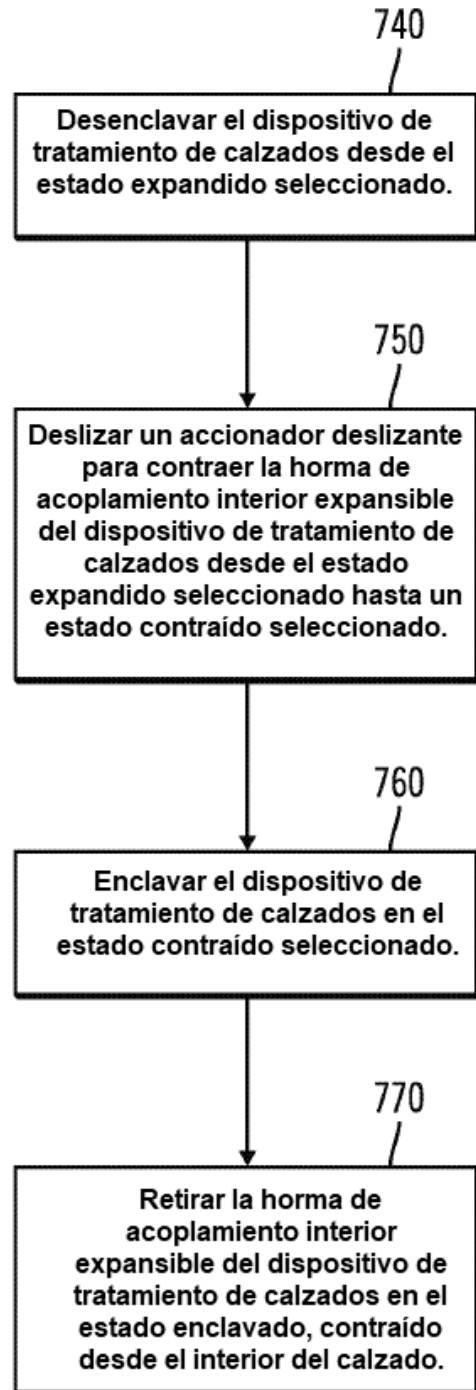 740
Desenclavar el dispositivo de
tratamiento de calzados desde el
estado expandido seleccionado.
750
Deslizar un accionador deslizante
para contraer la horma de
acoplamiento interior expansible
del dispositivo de tratamiento de
calzados desde el estado
expandido seleccionado hasta un
estado contraído seleccionado.
760
Enclavar el dispositivo de
tratamiento de calzados en el
estado contraído seleccionado.
770
Retirar la horma de
acoplamiento interior
expansible del dispositivo de
tratamiento de calzados en el
estado enclavado, contraído
desde el interior del calzado.